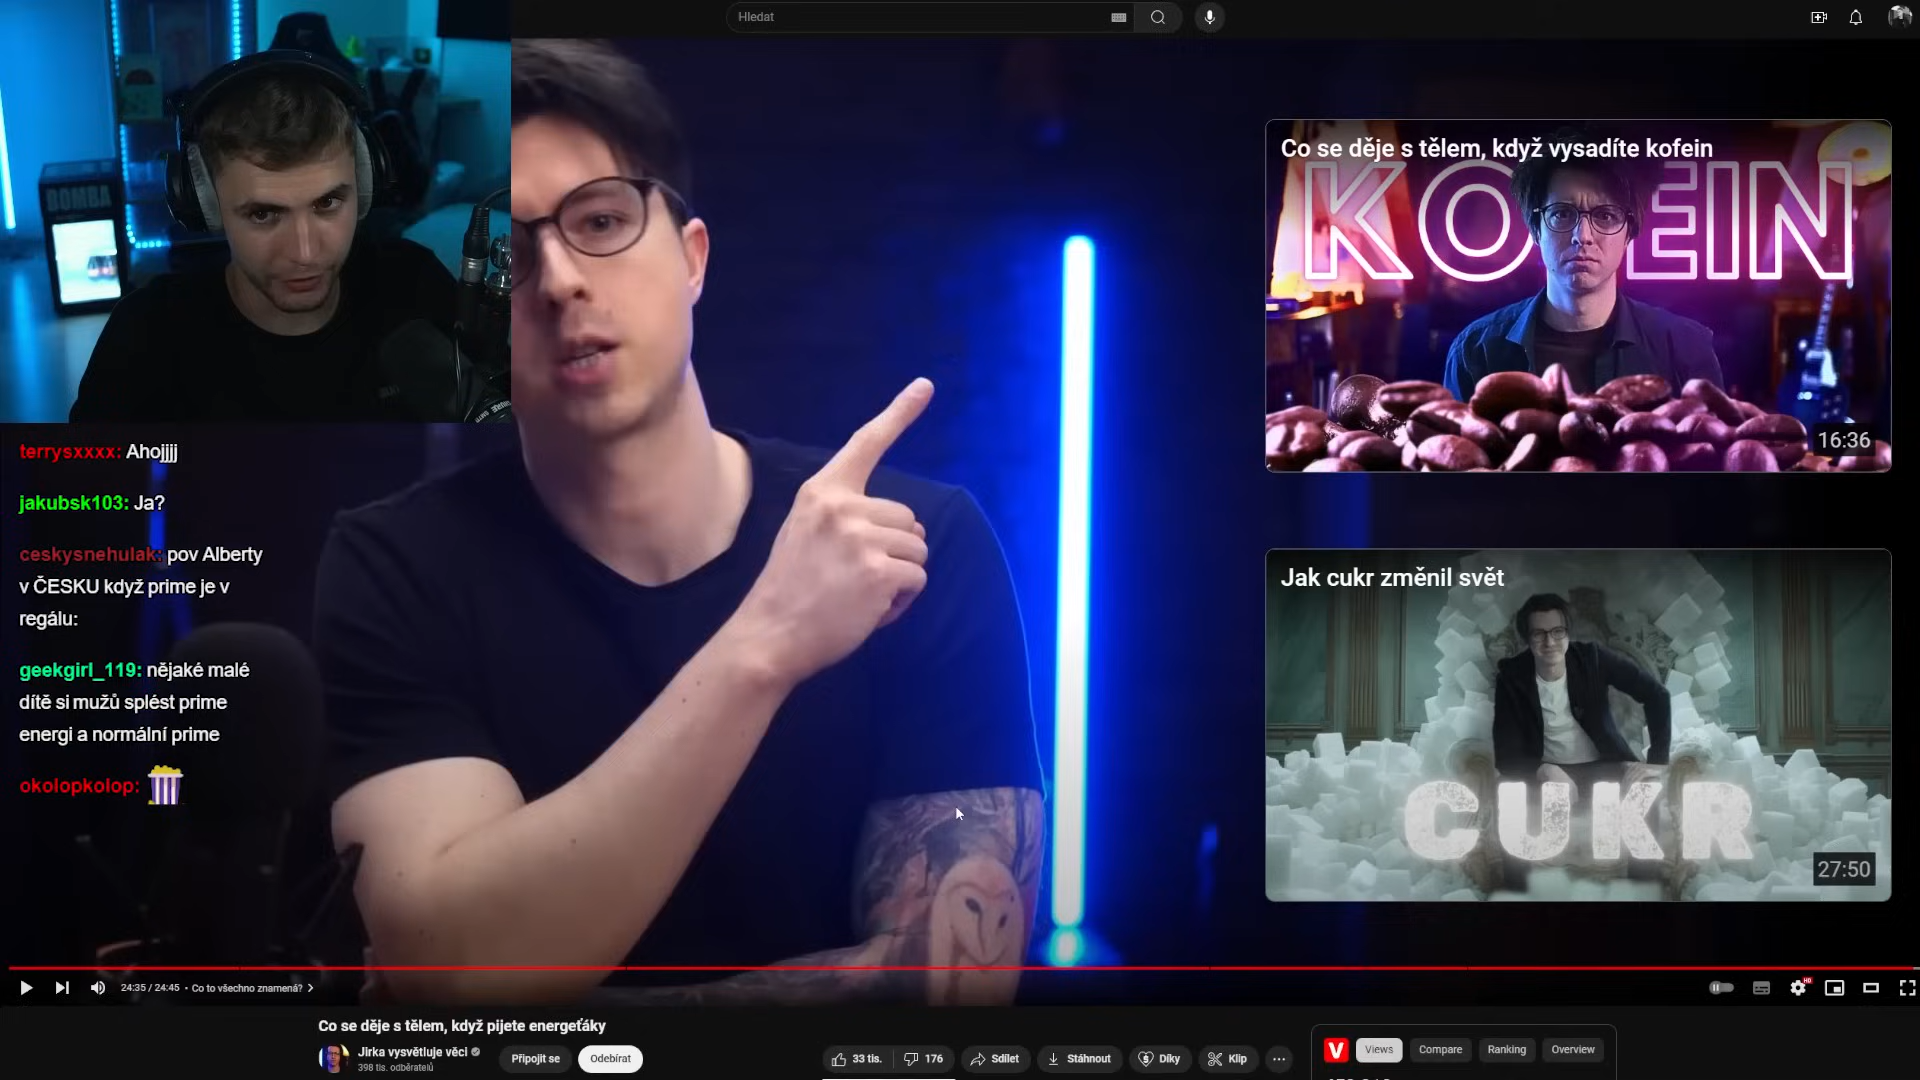 Hledat
BOMBA
Co se děje s tělem, když vysadíte kofein
KOFEIN
16:36
terrysxxxx: Ahojjjj
jakubsk103: Ja?
ceskysnehulak: pov Alberty
v ČESKU když prime je v
regálu:
geekgirl_119: nějaké malé
dítě si mužů splést prime
energi a normální prime
okolopkolop:
Jak cukr změnil svět
CUKR
27:50
24:35 / 24:45 • Co to všechno znamená?
HD
Co se děje s tělem, když pijete energeťáky
Jirka vysvětluje věci
398 tis. odběratelů
Připojit se
Odebírat
33 tis.
176
Sdílet
Stáhnout
Díky
Klip
V
Views
Compare
Ranking
Overview